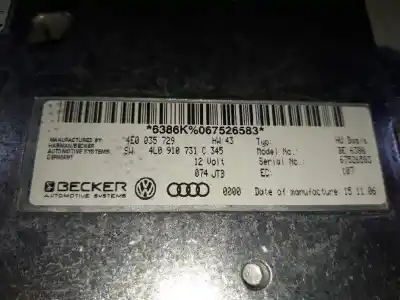 *6386K%067526583*
MANUFACTURED BY 4E0 035 729 HW 43 Typ: HU Basis
HARMAN/BECKER SW 4L0 910 731 C 345 Model No.: BE 6386
AUTOMOTIVE SYSTEMS 12 Volt Serial No: 67526583
GERMANY 074 JTB EC: 107
BECKER 0000 Date of manufacture 15 11 06
AUTOMOTIVE SYSTEMS